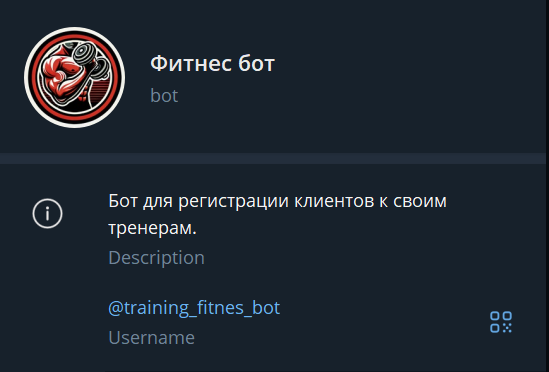 Фитнес бот
bot
Бот для регистрации клиентов к своим
тренерам.
Description
@training_fitnes_bot
Username